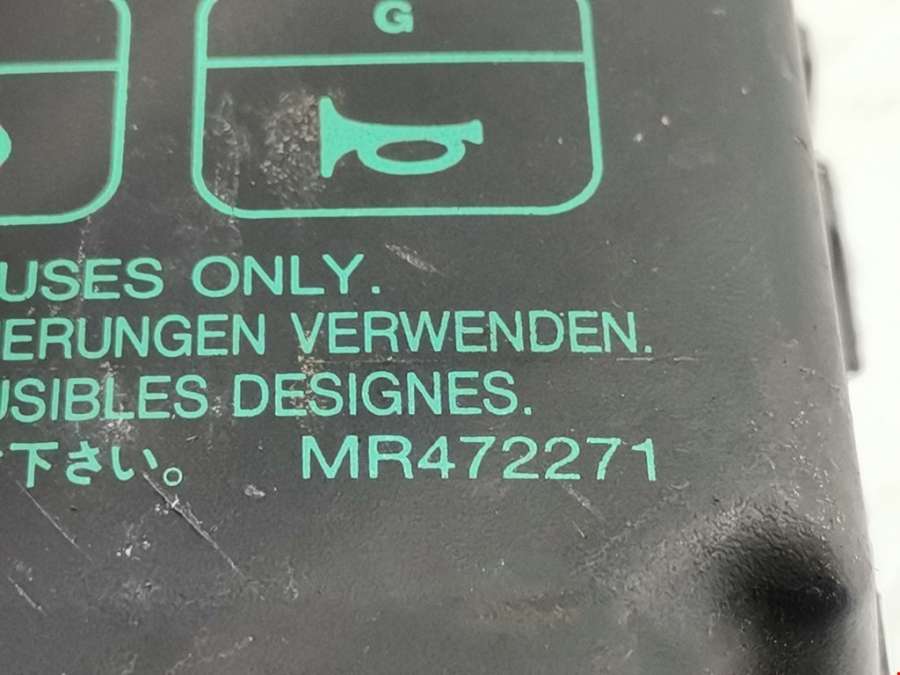 G
USES ONLY.
ERUNGEN VERWENDEN.
USIBLES DESIGNES.
下さい。 MR472271